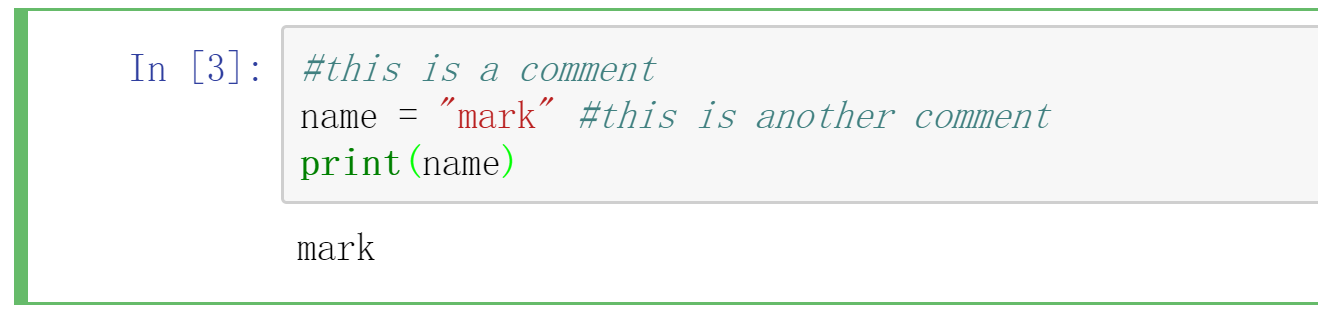 In [3]: #this is a comment
name = "mark" #this is another comment
print(name)
mark